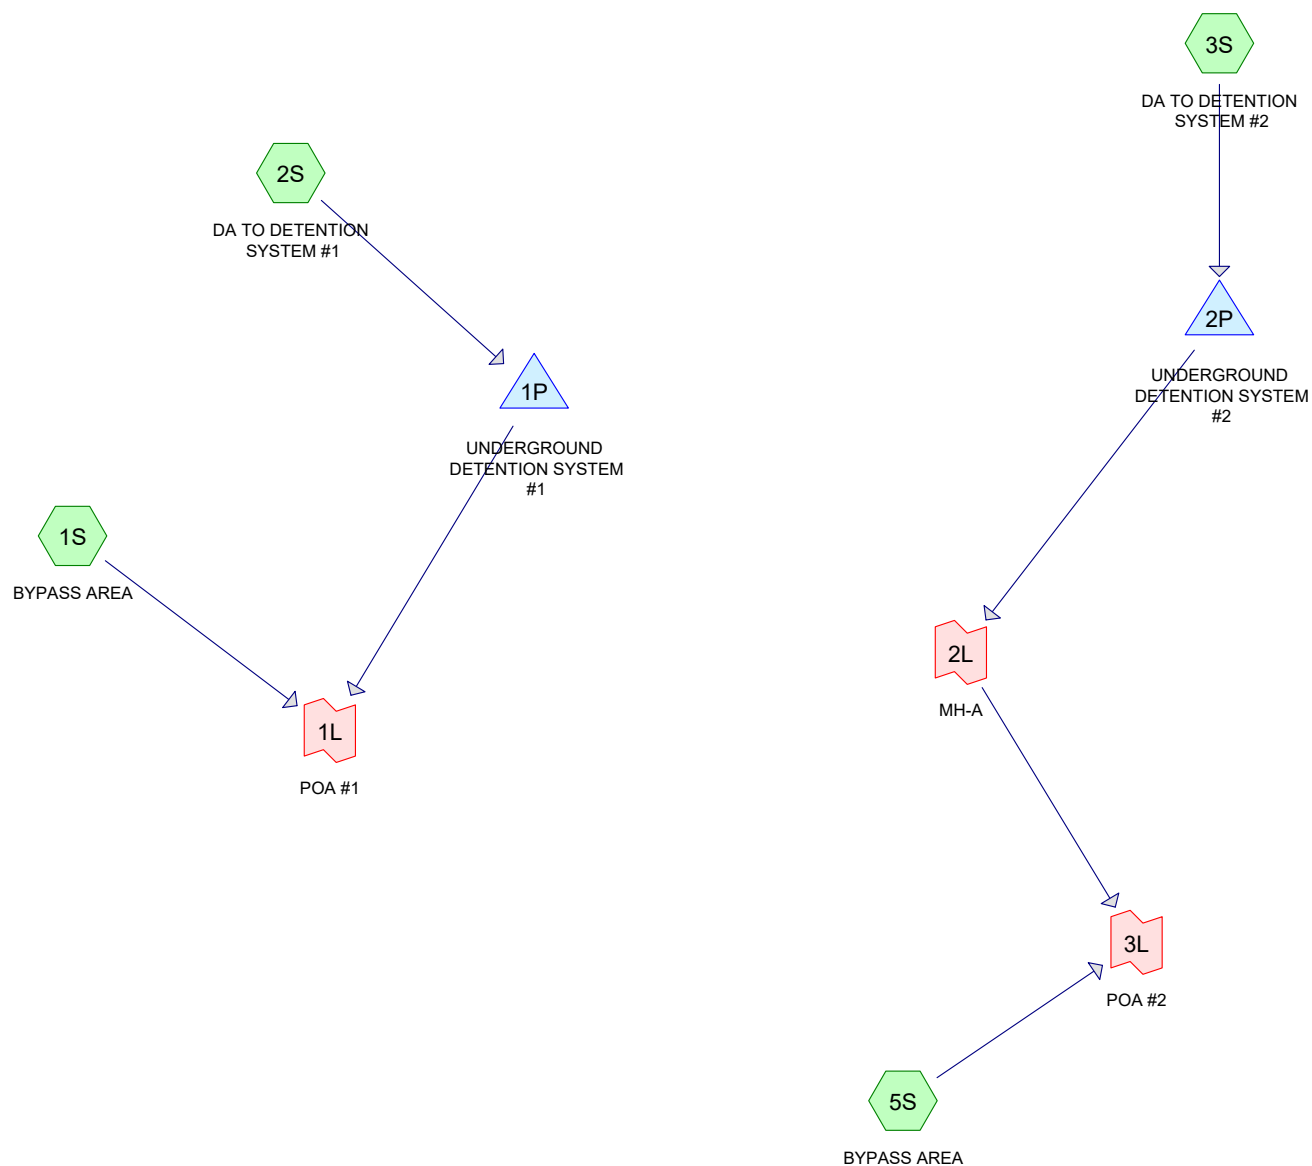 3S
DA TO DETENTION
SYSTEM #2
2S
DA TO DETENTION
SYSTEM #1
2P
UNDERGROUND
DETENTION SYSTEM
#2
1P
UNDERGROUND
DETENTION SYSTEM
#1
1S
BYPASS AREA
2L
MH-A
1L
POA #1
3L
POA #2
5S
BYPASS AREA